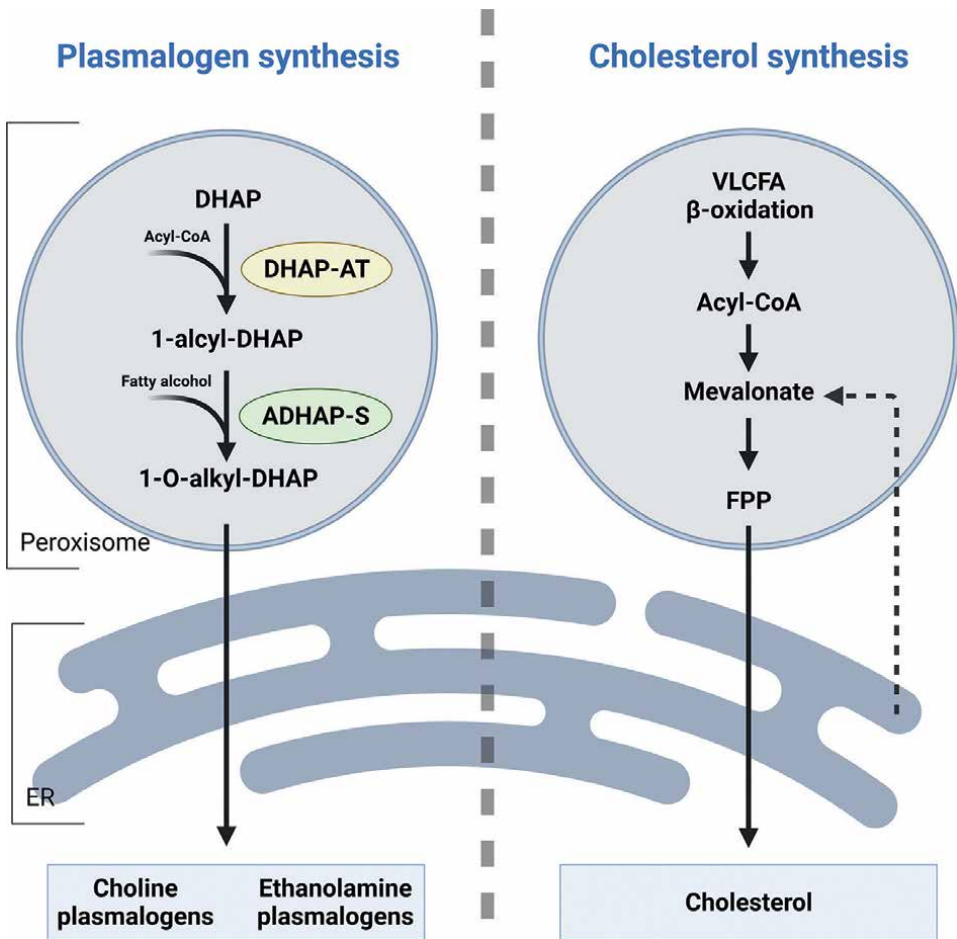 Plasmalogen synthesis
DHAP
Acyl-CoA
DHAP-AT
1-alcyl-DHAP
Fatty alcohol
ADHAP-S
1-O-alkyl-DHAP
Peroxisome
ER
Choline
plasmalogens
Ethanolamine
plasmalogens
Cholesterol synthesis
VLCFA
β-oxidation
Acyl-CoA
Mevalonate
FPP
Cholesterol